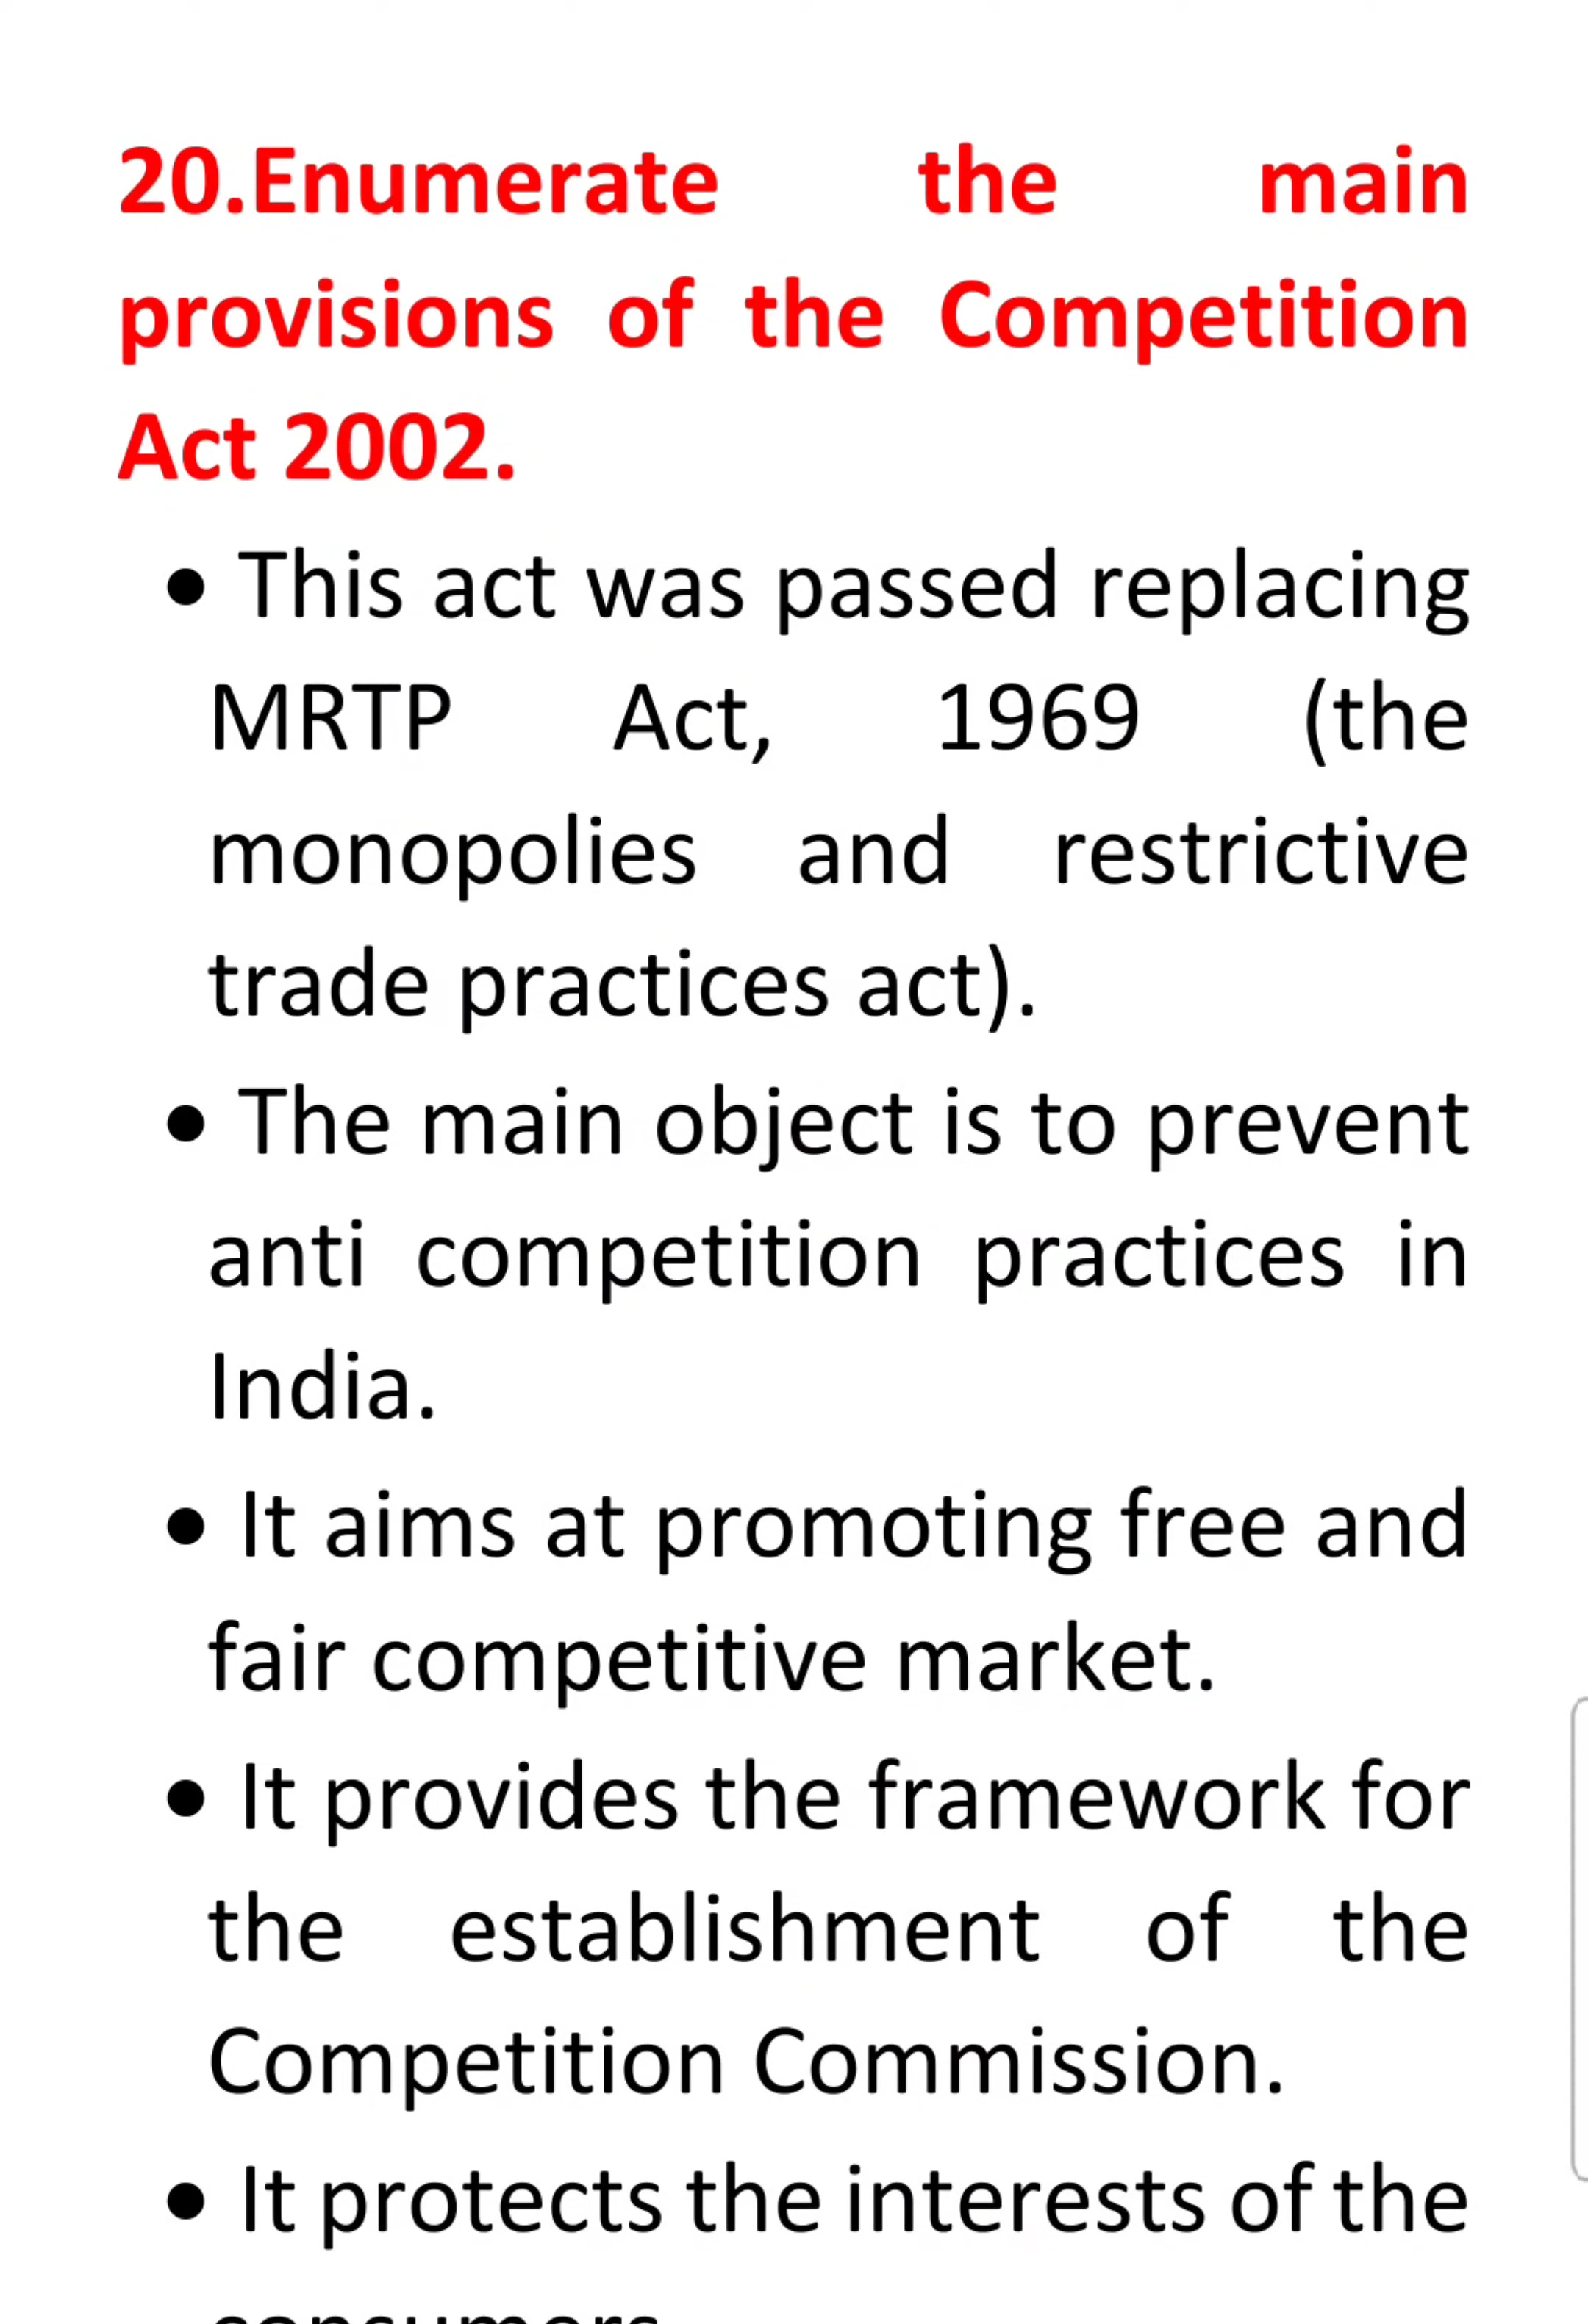 20.Enumerate the main
provisions of the Competition
Act 2002.
• This act was passed replacing
MRTP Act, 1969 (the
monopolies and restrictive
trade practices act).
• The main object is to prevent
anti competition practices in
India.
• It aims at promoting free and
fair competitive market.
• It provides the framework for
the establishment of the
Competition Commission.
• It protects the interests of the
consumers